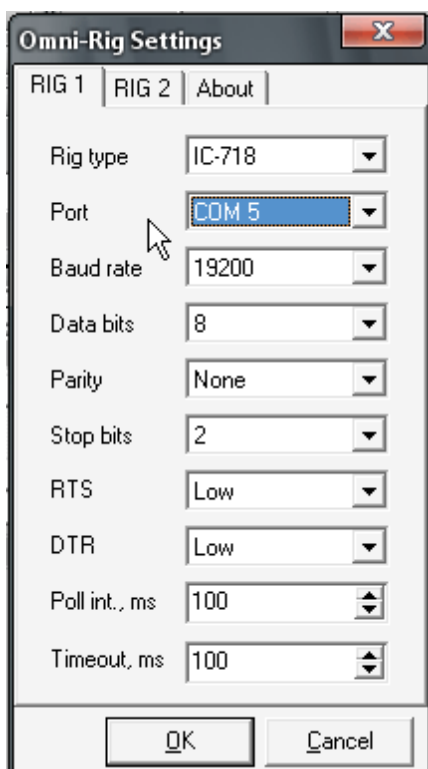 Omni-Rig Settings
RIG 1 RIG 2 About
Rig type IC-718
Port COM 5
Baud rate 19200
Data bits 8
Parity None
Stop bits 2
RTS Low
DTR Low
Poll int., ms 100
Timeout, ms 100
OK Cancel